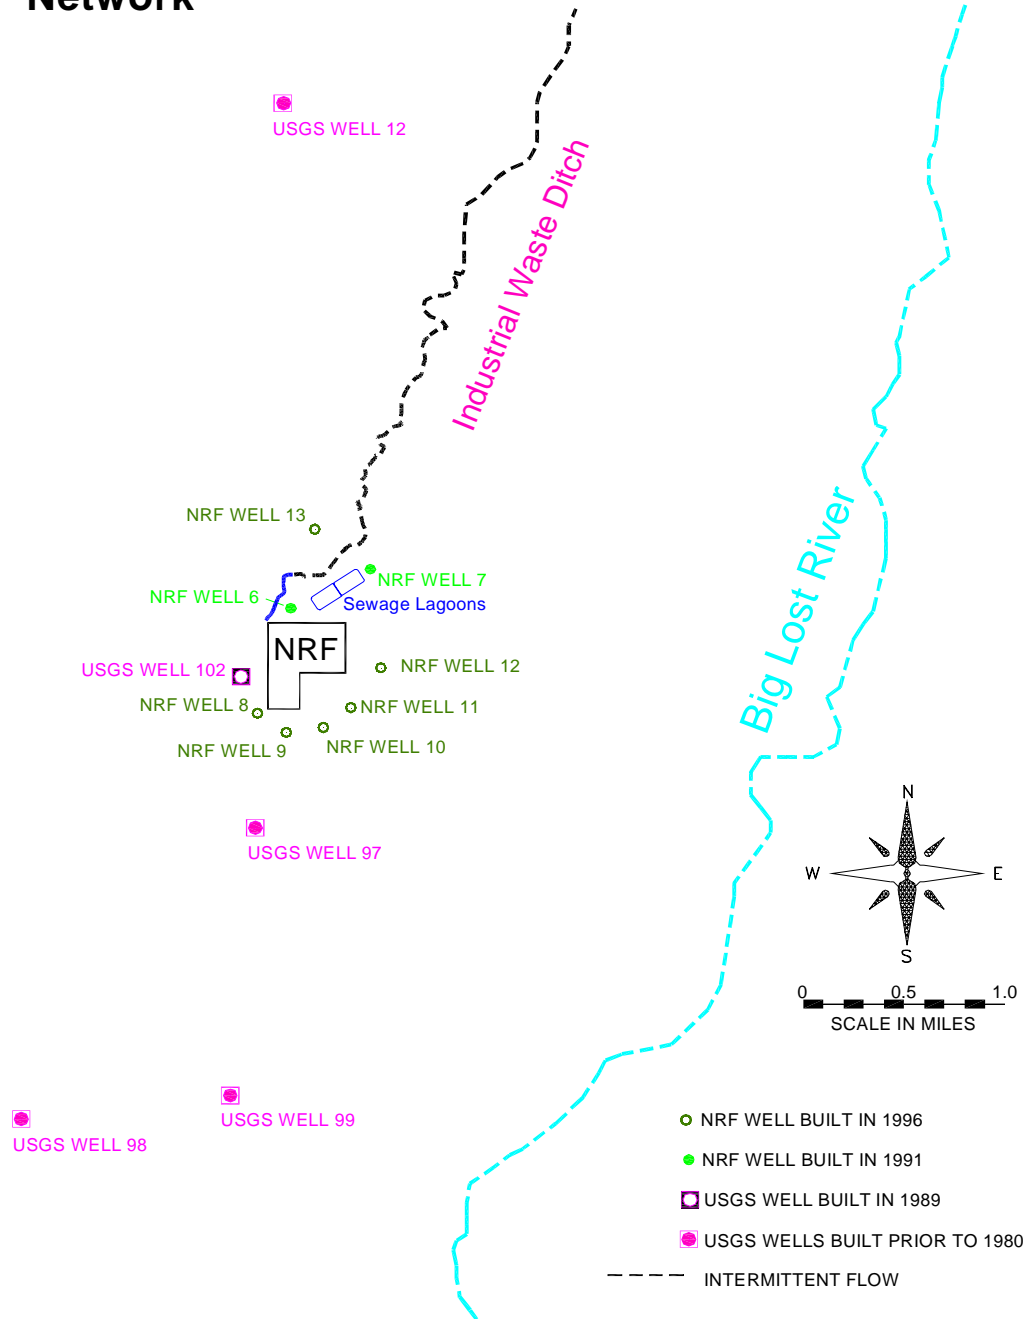 Network
USGS WELL 12
Industrial Waste Ditch
NRF WELL 13
NRF WELL 7
NRF WELL 6
Sewage Lagoons
NRF
USGS WELL 102
NRF WELL 12
NRF WELL 8
NRF WELL 11
NRF WELL 9
NRF WELL 10
Big Lost River
USGS WELL 97
N
W
E
S
0 0.5 1.0
SCALE IN MILES
USGS WELL 99
USGS WELL 98
NRF WELL BUILT IN 1996
NRF WELL BUILT IN 1991
USGS WELL BUILT IN 1989
USGS WELLS BUILT PRIOR TO 1980
INTERMITTENT FLOW